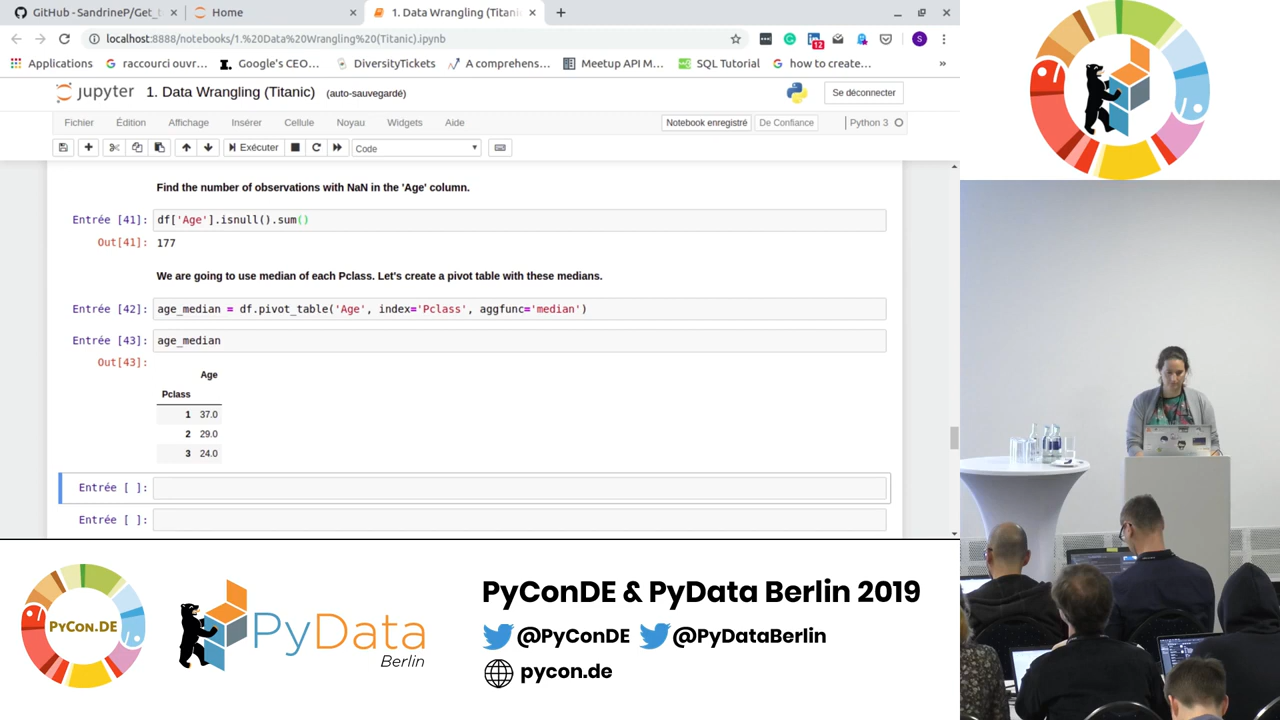 GitHub - SandrineP/Get_
Home
1. Data Wrangling (Titani
localhost:8888/notebooks/1.%20Data%20Wrangling%20(Titanic).ipynb
12
S
Applications
raccourci ouvr...
Google's CEO...
DiversityTickets
A comprehens...
Meetup API M...
SQL Tutorial
how to create...
»
jupyter 1. Data Wrangling (Titanic) (auto-sauvegardé)
Se déconnecter
Fichier Édition Affichage Insérer Cellule Noyau Widgets Aide
Notebook enregistré De Confiance Python 3
Exécuter
Code
Find the number of observations with NaN in the 'Age' column.
Entrée [41]: df['Age'].isnull().sum()
Out[41]: 177
We are going to use median of each Pclass. Let's create a pivot table with these medians.
Entrée [42]: age_median = df.pivot_table('Age', index='Pclass', aggfunc='median')
Entrée [43]: age_median
Out[43]:
Age
Pclass
1 37.0
2 29.0
3 24.0
Entrée [ ]:
Entrée [ ]:
PyCon.DE
PyData
Berlin
PyConDE & PyData Berlin 2019
@PyConDE @PyDataBerlin
pycon.de